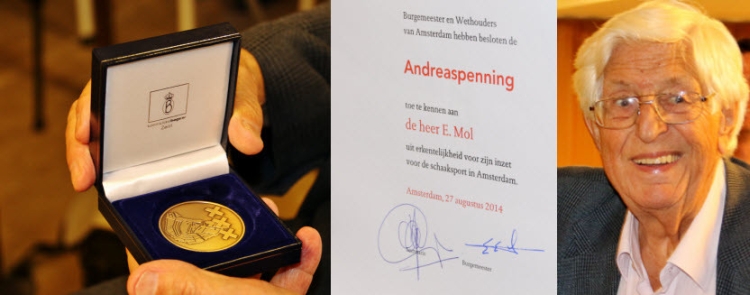 Burgemeester en Wethouders
van Amsterdam hebben besloten de
Andreaspenning
toe te kennen aan
de heer E. Mol
uit erkentelijkheid voor zijn inzet
voor de schaaksport in Amsterdam.
Amsterdam, 27 augustus 2014
Burgemeester